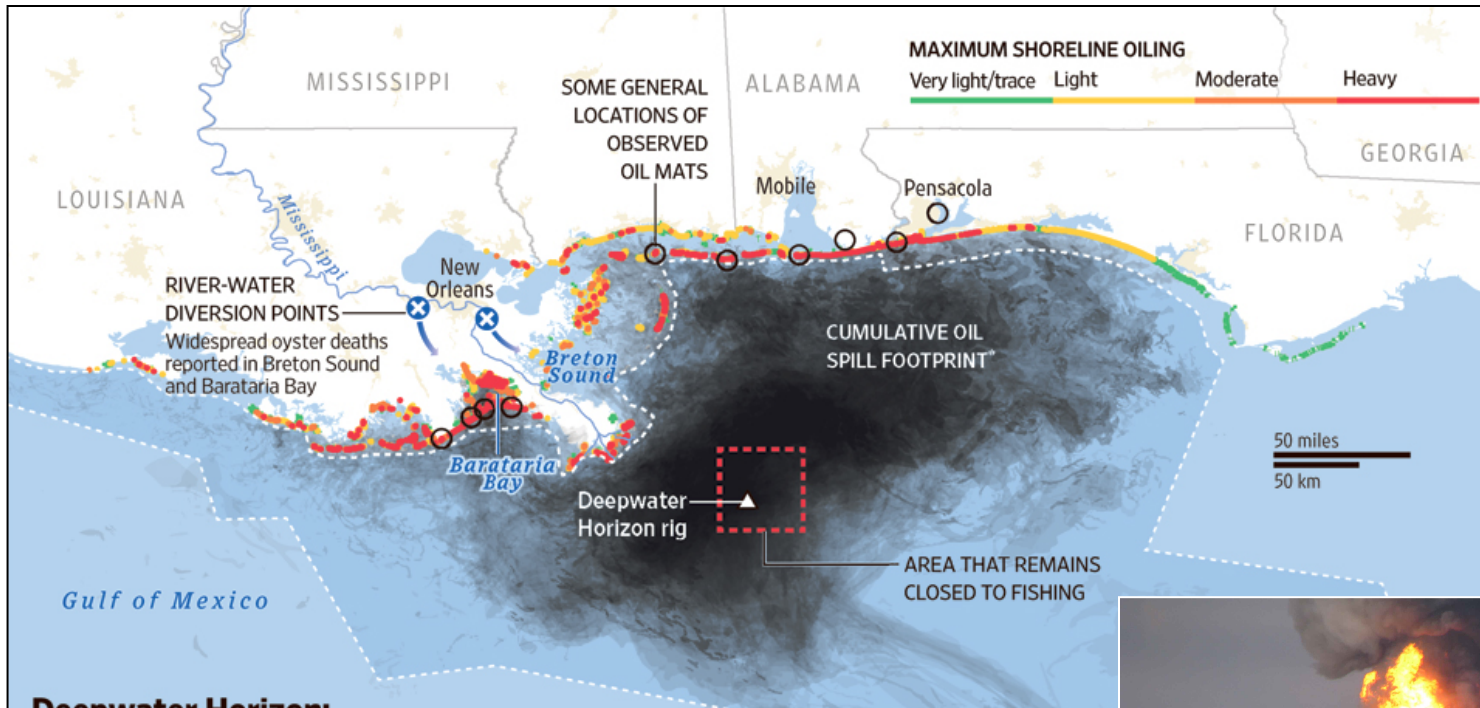 MAXIMUM SHORELINE OILING
Very light/trace Light Moderate Heavy
MISSISSIPPI
ALABAMA
GEORGIA
LOUISIANA
FLORIDA
SOME GENERAL
LOCATIONS OF
OBSERVED
OIL MATS
Mobile
Pensacola
Mississippi
New
Orleans
RIVER-WATER
DIVERSION POINTS
Widespread oyster deaths
reported in Breton Sound
and Barataria Bay
Breton
Sound
CUMULATIVE OIL
SPILL FOOTPRINT*
Barataria
Bay
50 miles
50 km
Deepwater
Horizon rig
AREA THAT REMAINS
CLOSED TO FISHING
Gulf of Mexico
Deepwater Horizon: